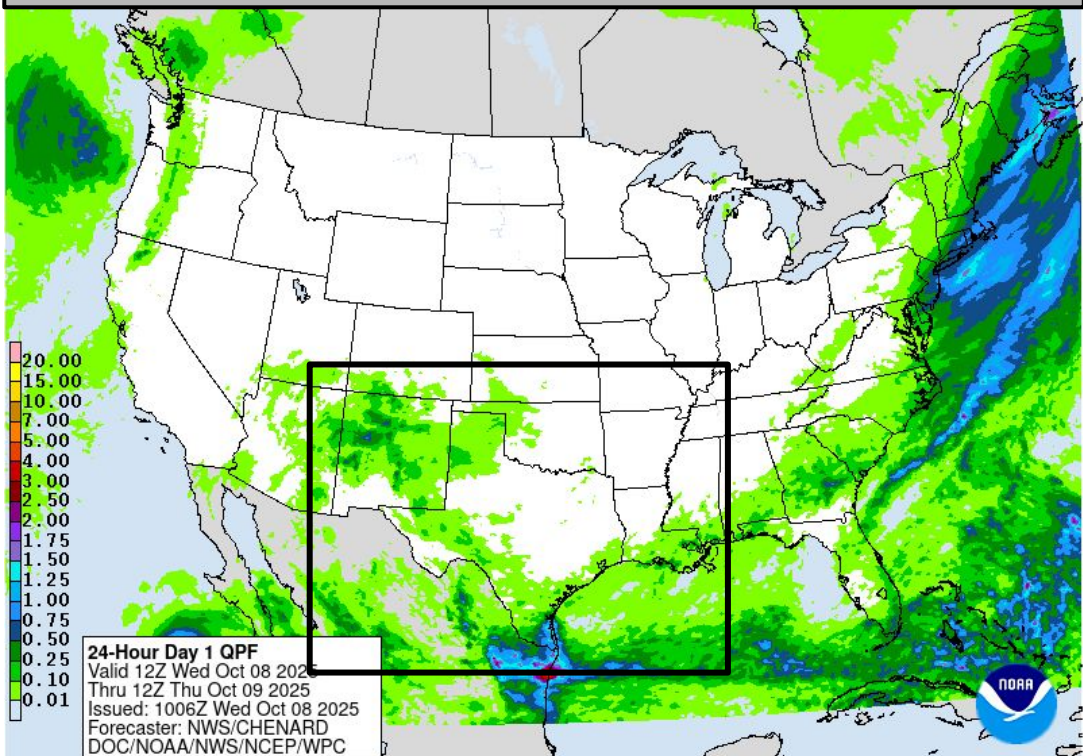 20.00
15.00
10.00
7.00
5.00
4.00
3.00
2.50
2.00
1.75
1.50
1.25
1.00
0.75
0.50
0.25
0.10
0.01
24-Hour Day 1 QPF
Valid 12Z Wed Oct 08 2025
Thru 12Z Thu Oct 09 2025
Issued: 1006Z Wed Oct 08 2025
Forecaster: NWS/CHENARD
DOC/NOAA/NWS/NCEP/WPC
NOAA